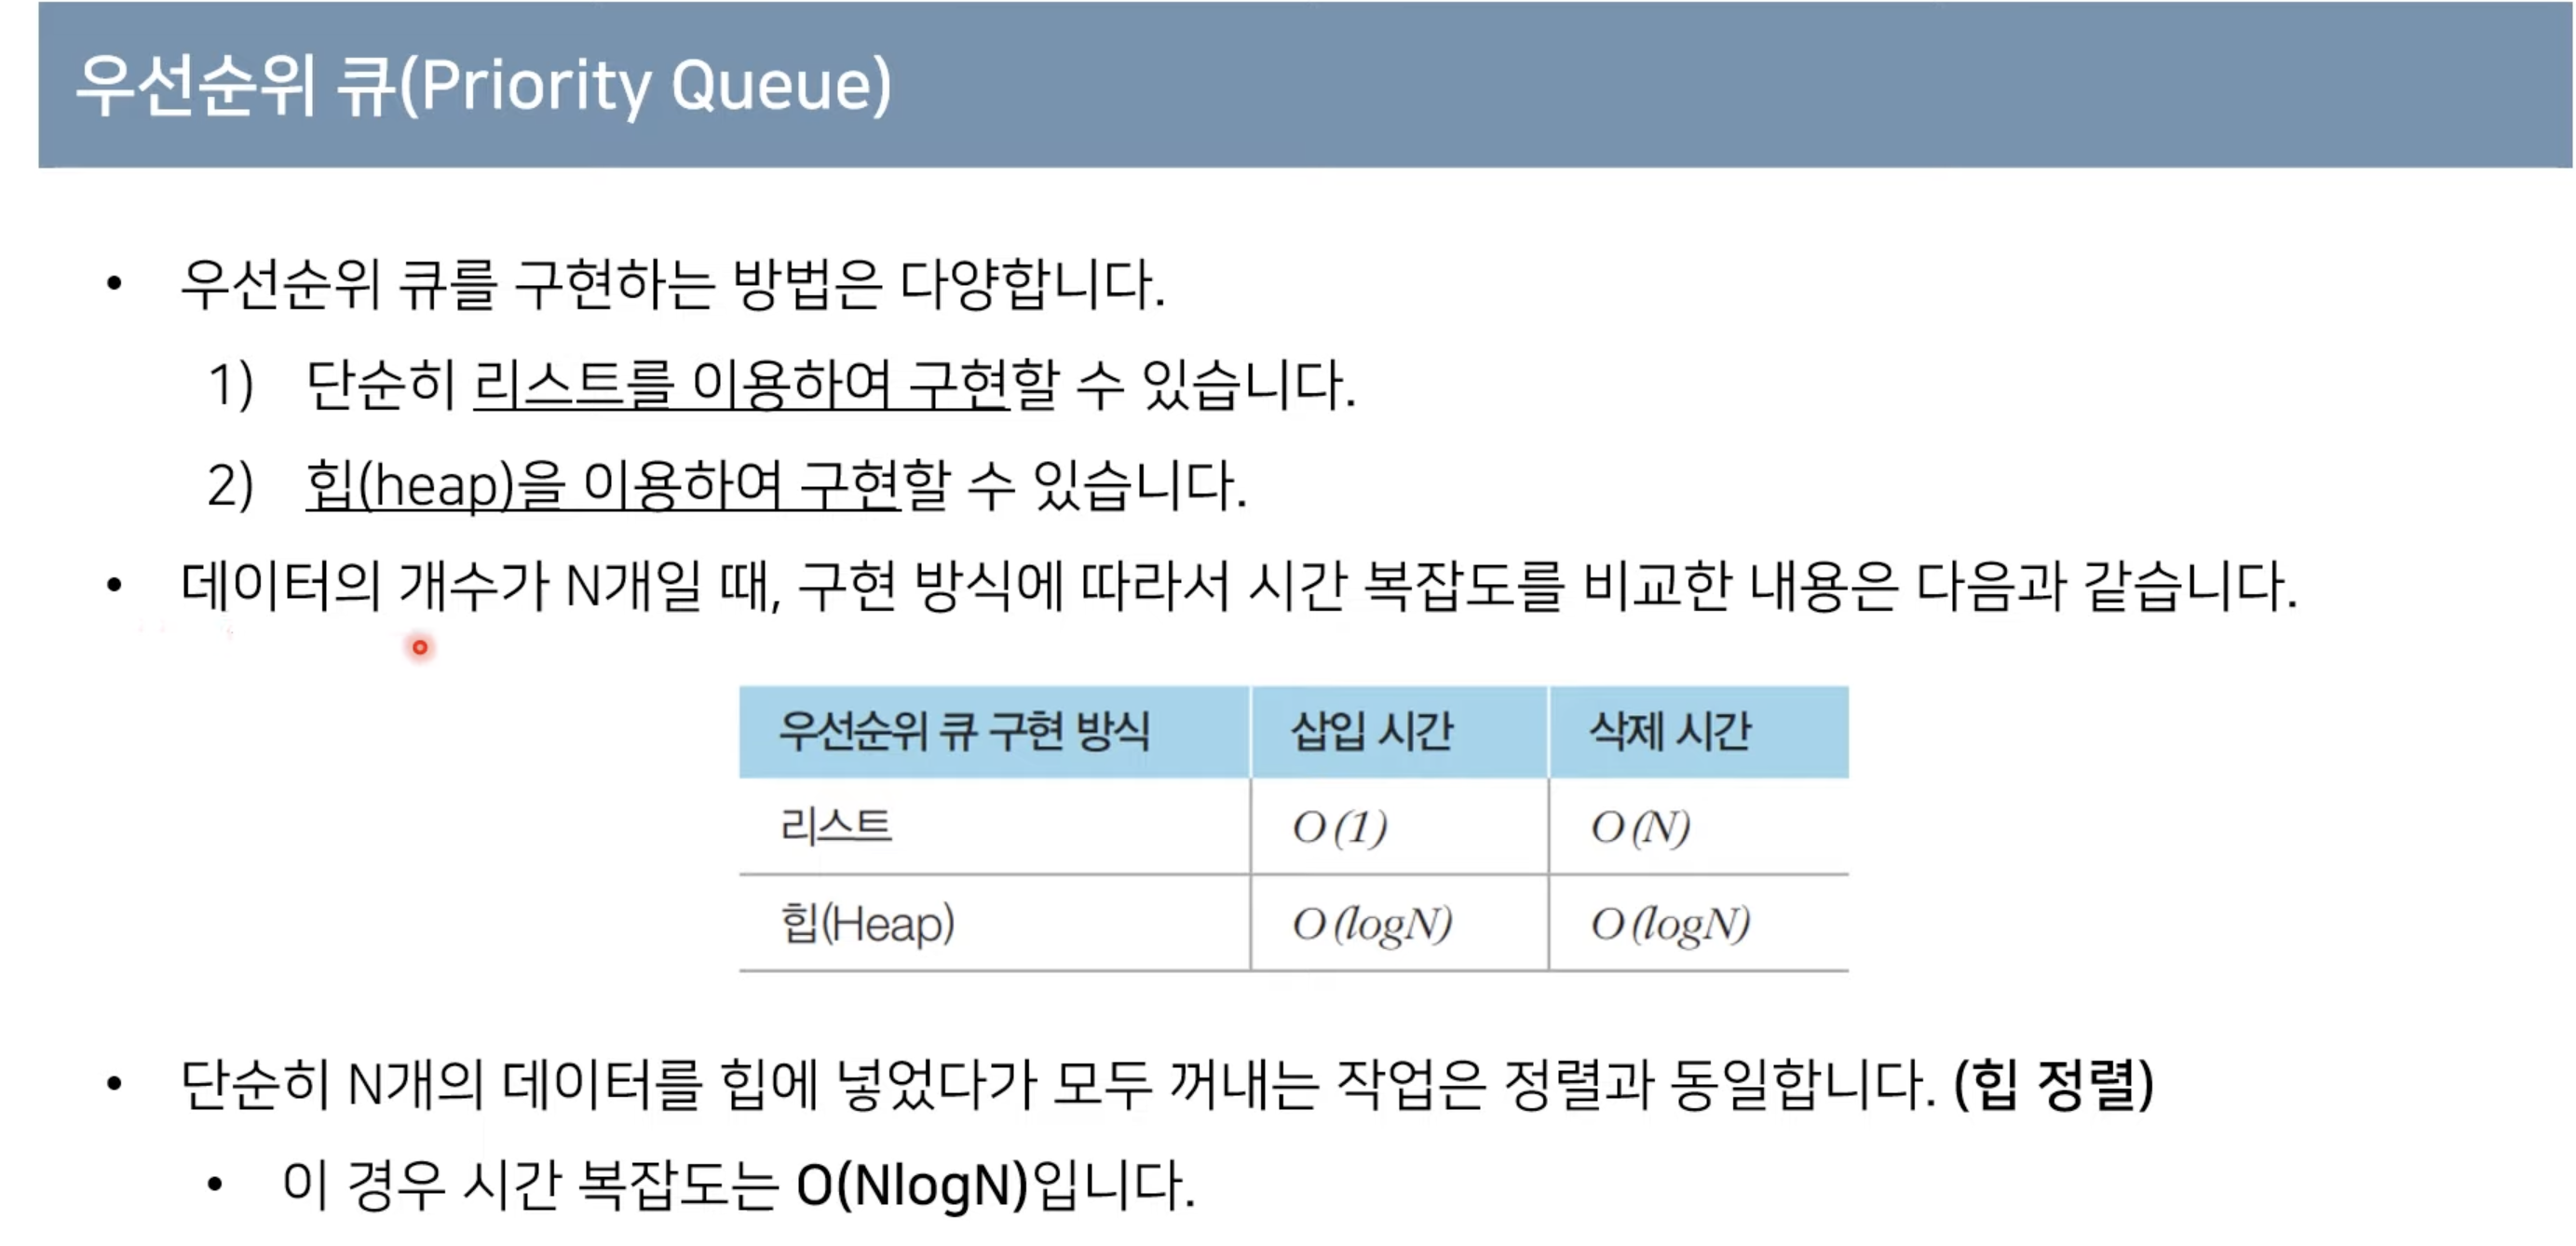 우선순위 큐(Priority Queue)
• 우선순위 큐를 구현하는 방법은 다양합니다.
1) 단순히 리스트를 이용하여 구현할 수 있습니다.
2) 힙(heap)을 이용하여 구현할 수 있습니다.
• 데이터의 개수가 N개일 때, 구현 방식에 따라서 시간 복잡도를 비교한 내용은 다음과 같습니다.
우선순위 큐 구현 방식 삽입 시간 삭제 시간
리스트 O(1) O(N)
힙(Heap) O(logN) O(logN)
• 단순히 N개의 데이터를 힙에 넣었다가 모두 꺼내는 작업은 정렬과 동일합니다. (힙 정렬)
• 이 경우 시간 복잡도는 O(NlogN)입니다.